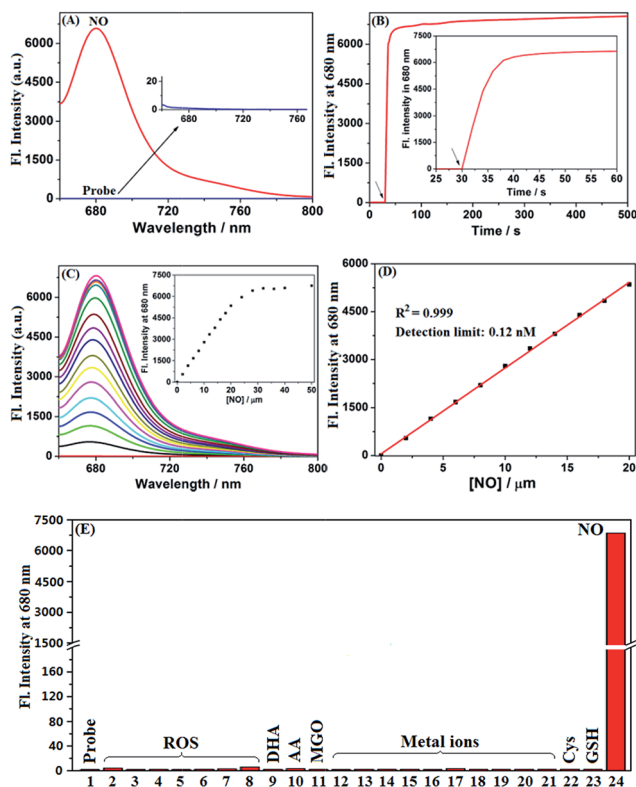 (A)
NO
Fl. Intensity (a.u.)
6000
4500
3000
1500
0
20
0
680
720
760
Probe
680
720
760
800
Wavelength / nm
(B)
Fl. Intensity at 680 nm
6000
4500
3000
1500
0
Fl. intensity in 680 nm
7500
6000
4500
3000
1500
0
25 30 35 40 45 50 55 60
Time / s
0 100 200 300 400 500
Time / s
(C)
Fl. Intensity (a.u.)
6000
4500
3000
1500
0
Fl. Intensity at 680 nm
7500
6000
4500
3000
1500
0
0 10 20 30 40 50
[NO] / μm
680 720 760 800
Wavelength / nm
(D)
R² = 0.999
Detection limit: 0.12 nM
Fl. Intensity at 680 nm
6000
4500
3000
1500
0
0 5 10 15 20
[NO] / μm
(E)
NO
Fl. Intensity at 680 nm
7500
6000
4500
3000
1500
160
120
80
40
0
Probe
ROS
DHA
AA
MGO
Metal ions
Cys
GSH
1 2 3 4 5 6 7 8 9 10 11 12 13 14 15 16 17 18 19 20 21 22 23 24